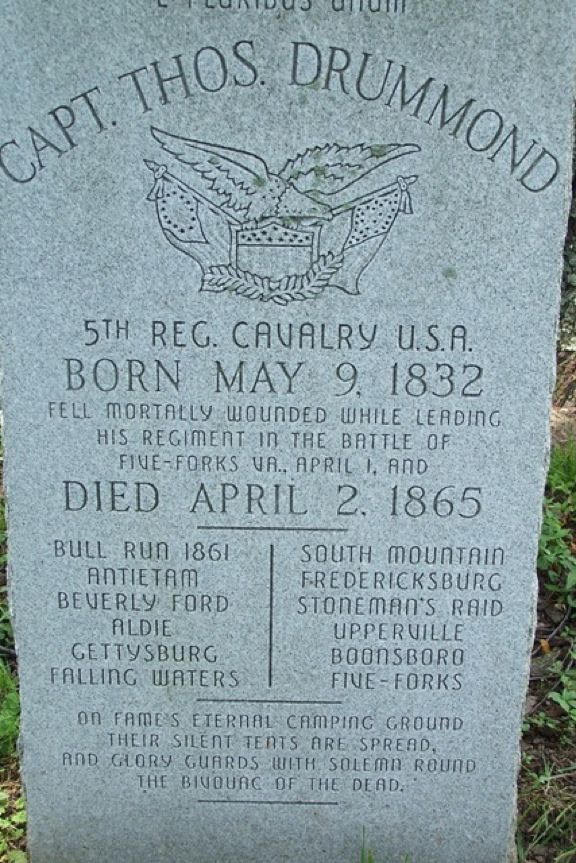 E PLURIBUS UNUM
CAPT. THOS. DRUMMOND
5TH REG. CAVALRY U.S.A.
BORN MAY 9, 1832
FELL MORTALLY WOUNDED WHILE LEADING
HIS REGIMENT IN THE BATTLE OF
FIVE-FORKS VA., APRIL 1, AND
DIED APRIL 2, 1865
BULL RUN 1861
ANTIETAM
BEVERLY FORD
ALDIE
GETTYSBURG
FALLING WATERS
SOUTH MOUNTAIN
FREDERICKSBURG
STONEMAN'S RAID
UPPERVILLE
BOONSBORO
FIVE-FORKS
ON FAME'S ETERNAL CAMPING GROUND
THEIR SILENT TENTS ARE SPREAD,
AND GLORY GUARDS WITH SOLEMN ROUND
THE BIVOUAC OF THE DEAD.